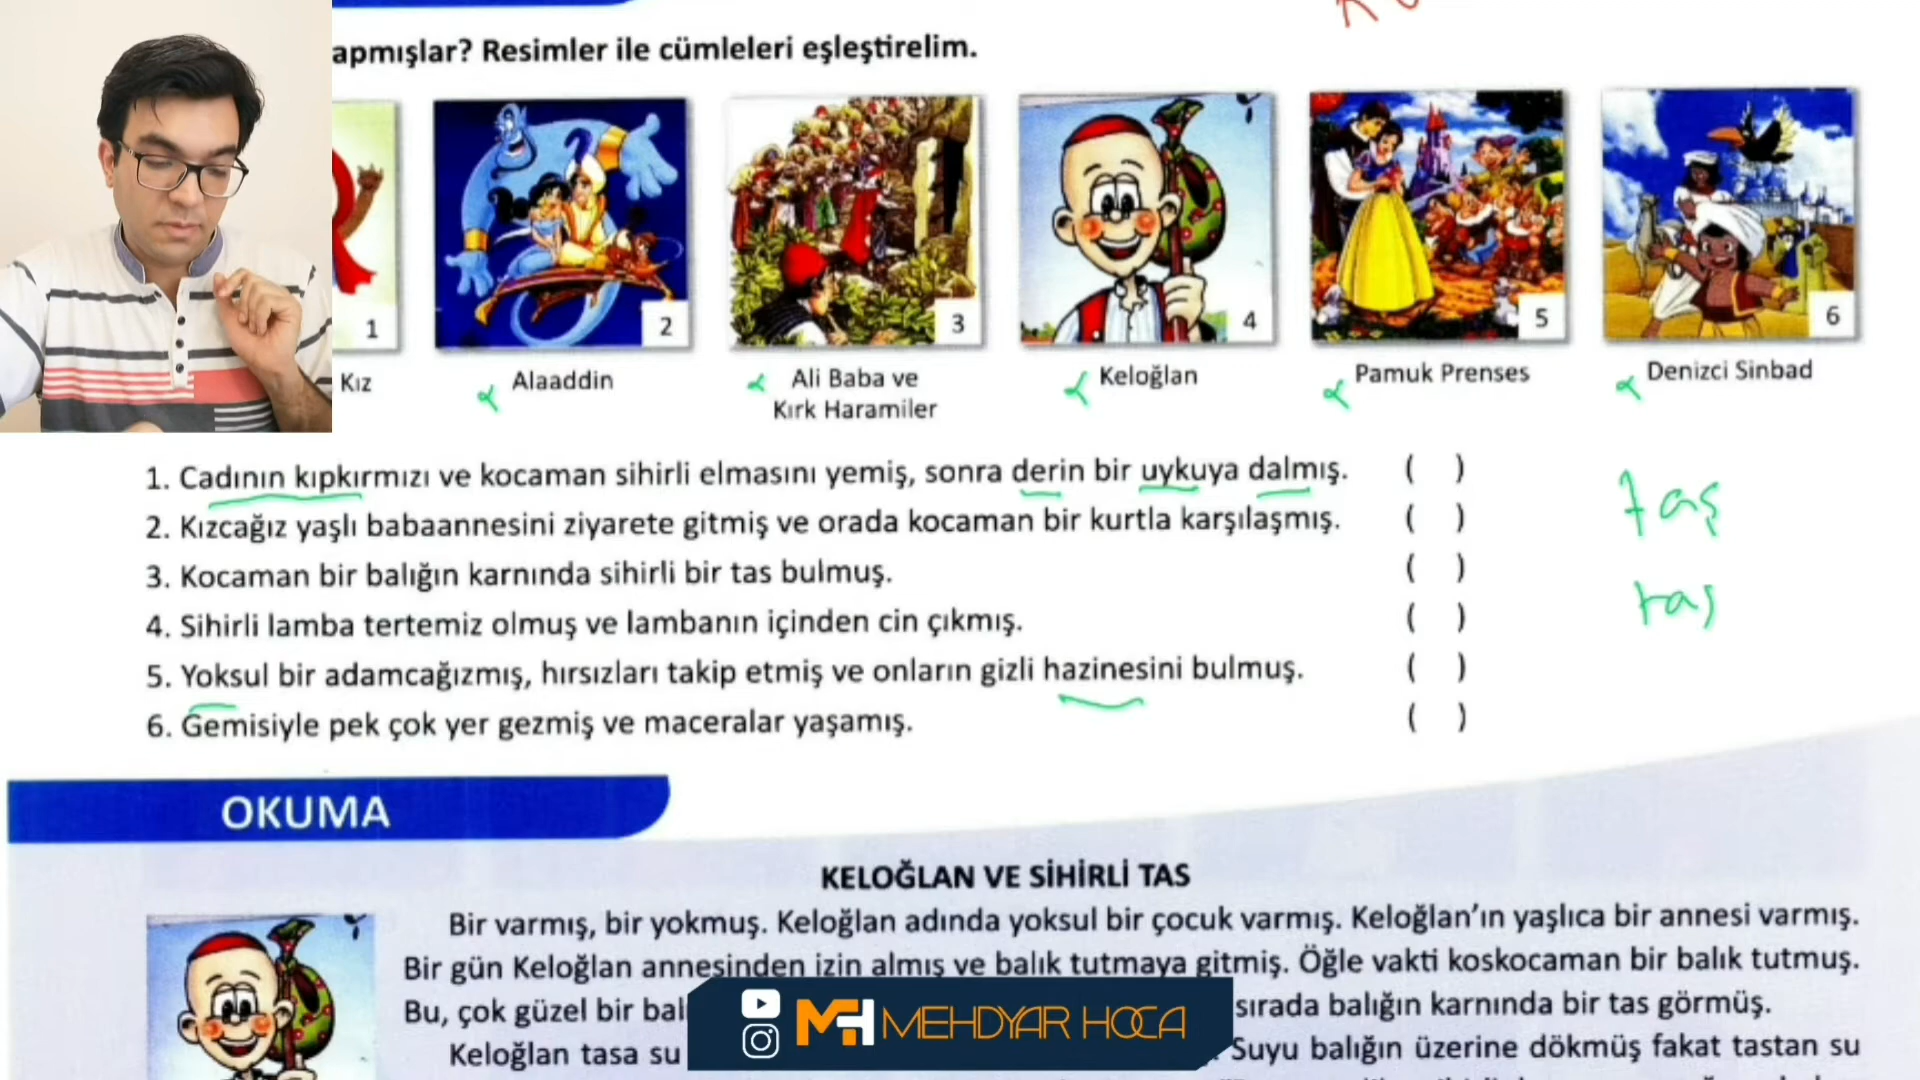 apmışlar? Resimler ile cümleleri eşleştirelim.
1
2
3
4
5
6
Kız
Alaaddin
Ali Baba ve
Kırk Haramiler
Keloğlan
Pamuk Prenses
Denizci Sinbad
1. Cadının kıpkırmızı ve kocaman sihirli elmasını yemiş, sonra derin bir uykuya dalmış. ( )
2. Kızcağız yaşlı babaannesini ziyarete gitmiş ve orada kocaman bir kurtla karşılaşmış. ( )
3. Kocaman bir balığın karnında sihirli bir tas bulmuş. ( )
4. Sihirli lamba tertemiz olmuş ve lambanın içinden cin çıkmış. ( )
5. Yoksul bir adamcağızmış, hırsızları takip etmiş ve onların gizli hazinesini bulmuş. ( )
6. Gemisiyle pek çok yer gezmiş ve maceralar yaşamış. ( )
taş
tas
OKUMA
KELOĞLAN VE SİHİRLİ TAS
Bir varmış, bir yokmuş. Keloğlan adında yoksul bir çocuk varmış. Keloğlan'ın yaşlıca bir annesi varmış.
Bir gün Keloğlan annesinden izin almış ve balık tutmaya gitmiş. Öğle vakti koskocaman bir balık tutmuş.
Bu, çok güzel bir bal sırada balığın karnında bir tas görmüş.
Keloğlan tasa su Suyu balığın üzerine dökmüş fakat tastan su
MH MEHDYAR HOCA